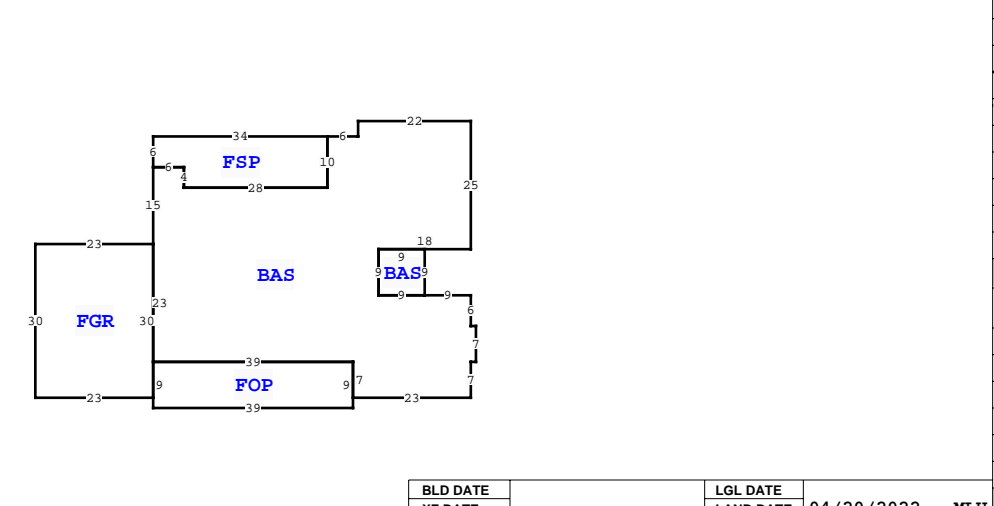 22
34 6
6 FSP 10
6
4
28 25
15
23 18
9
BAS 9 BAS 9
9 9
23 6
30 FGR 30
7
39
9 FOP 9 7 7
23 23
39
BLD DATE LGL DATE